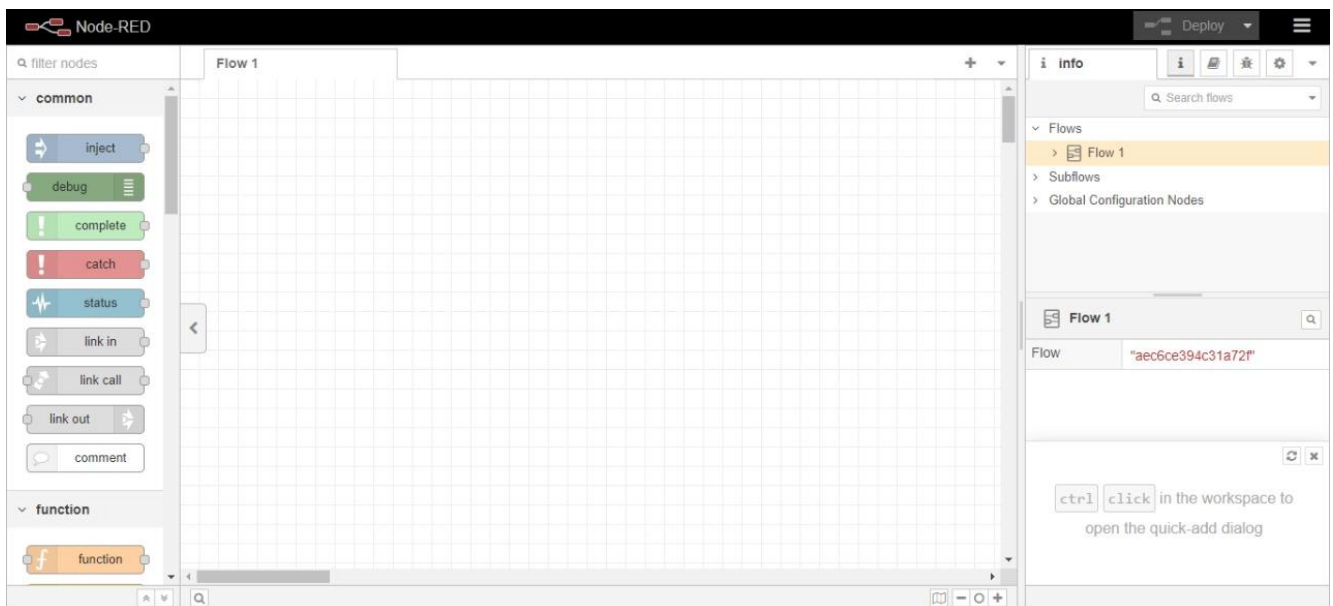 Node-RED
Deploy
filter nodes
Flow 1
info
i
Search flows
common
inject
debug
complete
catch
status
link in
link call
link out
comment
function
function
Flows
Flow 1
Subflows
Global Configuration Nodes
Flow 1
Flow "aec6ce394c31a72f"
ctrl click in the workspace to
open the quick-add dialog